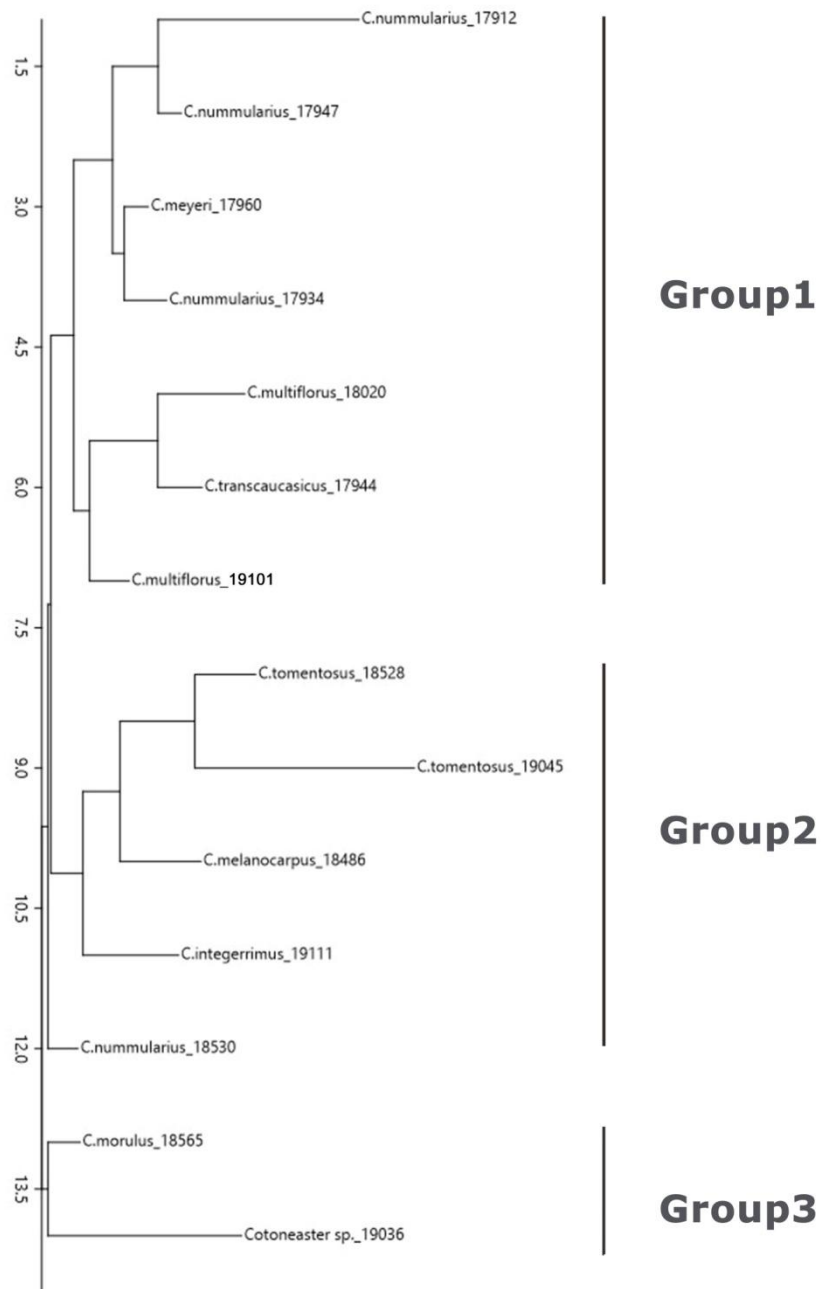 C.nummularius_17912
1.5
C.nummularius_17947
3.0
C.meyeri_17960
Group1
C.nummularius_17934
4.5
C.multiflorus_18020
6.0
C.transcaucasicus_17944
C.multiflorus_19101
7.5
C.tomentosus_18528
9.0
C.tomentosus_19045
Group2
C.melanocarpus_18486
10.5
C.integerrimus_19111
12.0
C.nummularius_18530
C.morulus_18565
13.5
Group3
Cotoneaster sp._19036